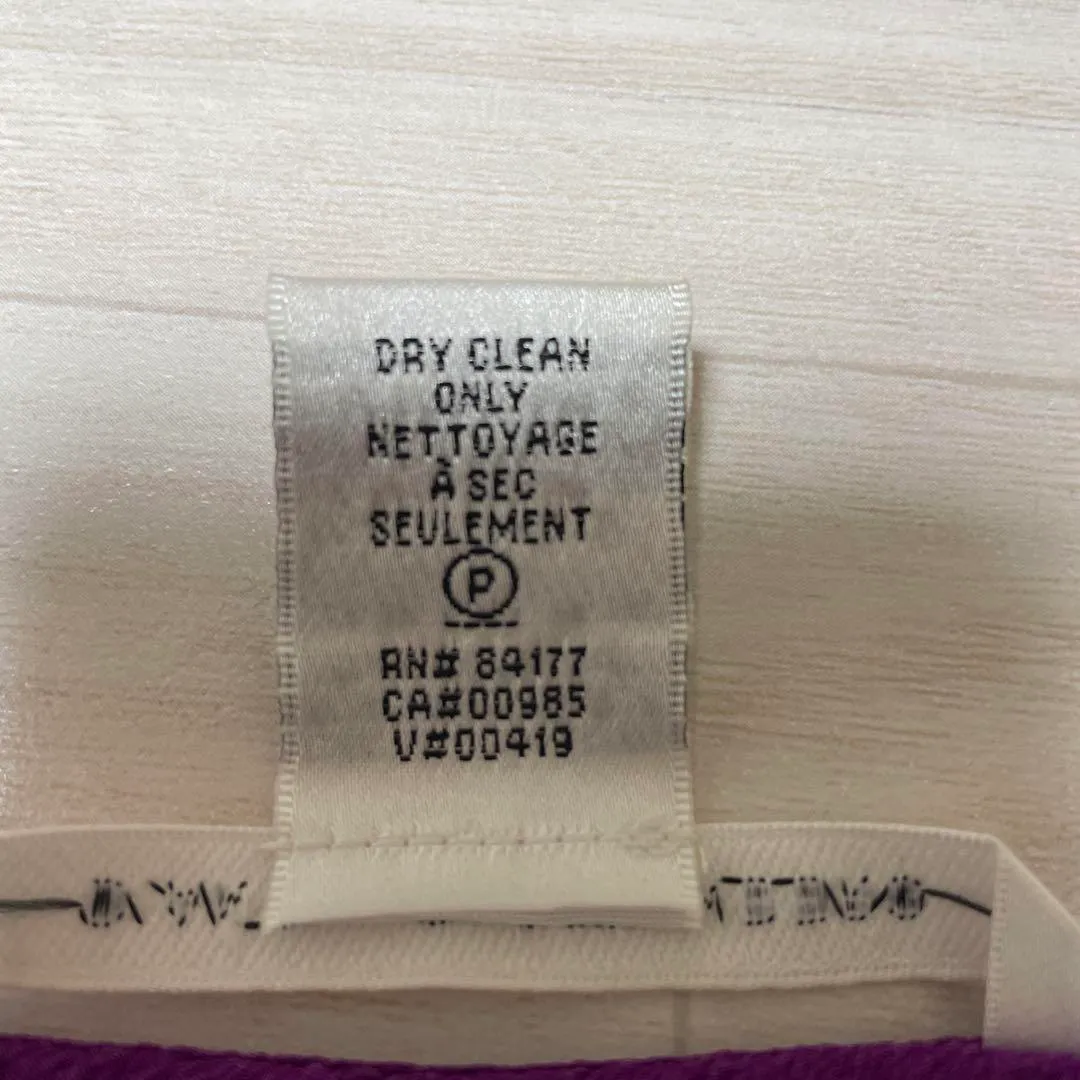 DRY CLEAN
ONLY
NETTOYAGE
À SEC
SEULEMENT
P
RN# 84177
CA#00985
V#00419